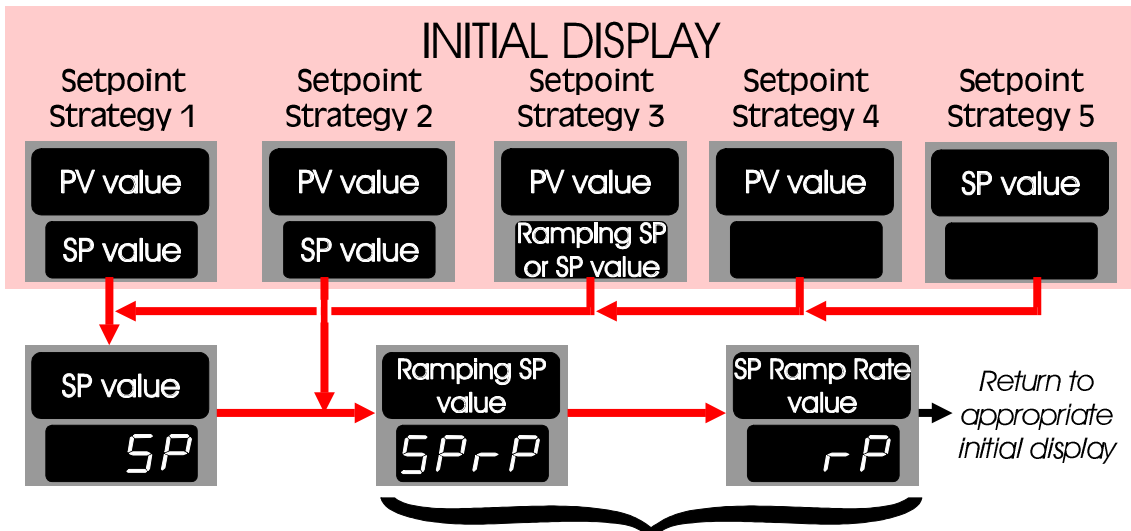 INITIAL DISPLAY
Setpoint
Strategy 1
Setpoint
Strategy 2
Setpoint
Strategy 3
Setpoint
Strategy 4
Setpoint
Strategy 5
PV value
SP value
PV value
SP value
PV value
Ramping SP
or SP value
PV value
SP value
SP value
SP
Ramping SP
value
SPrP
SP Ramp Rate
value
rP
Return to
appropriate
initial display